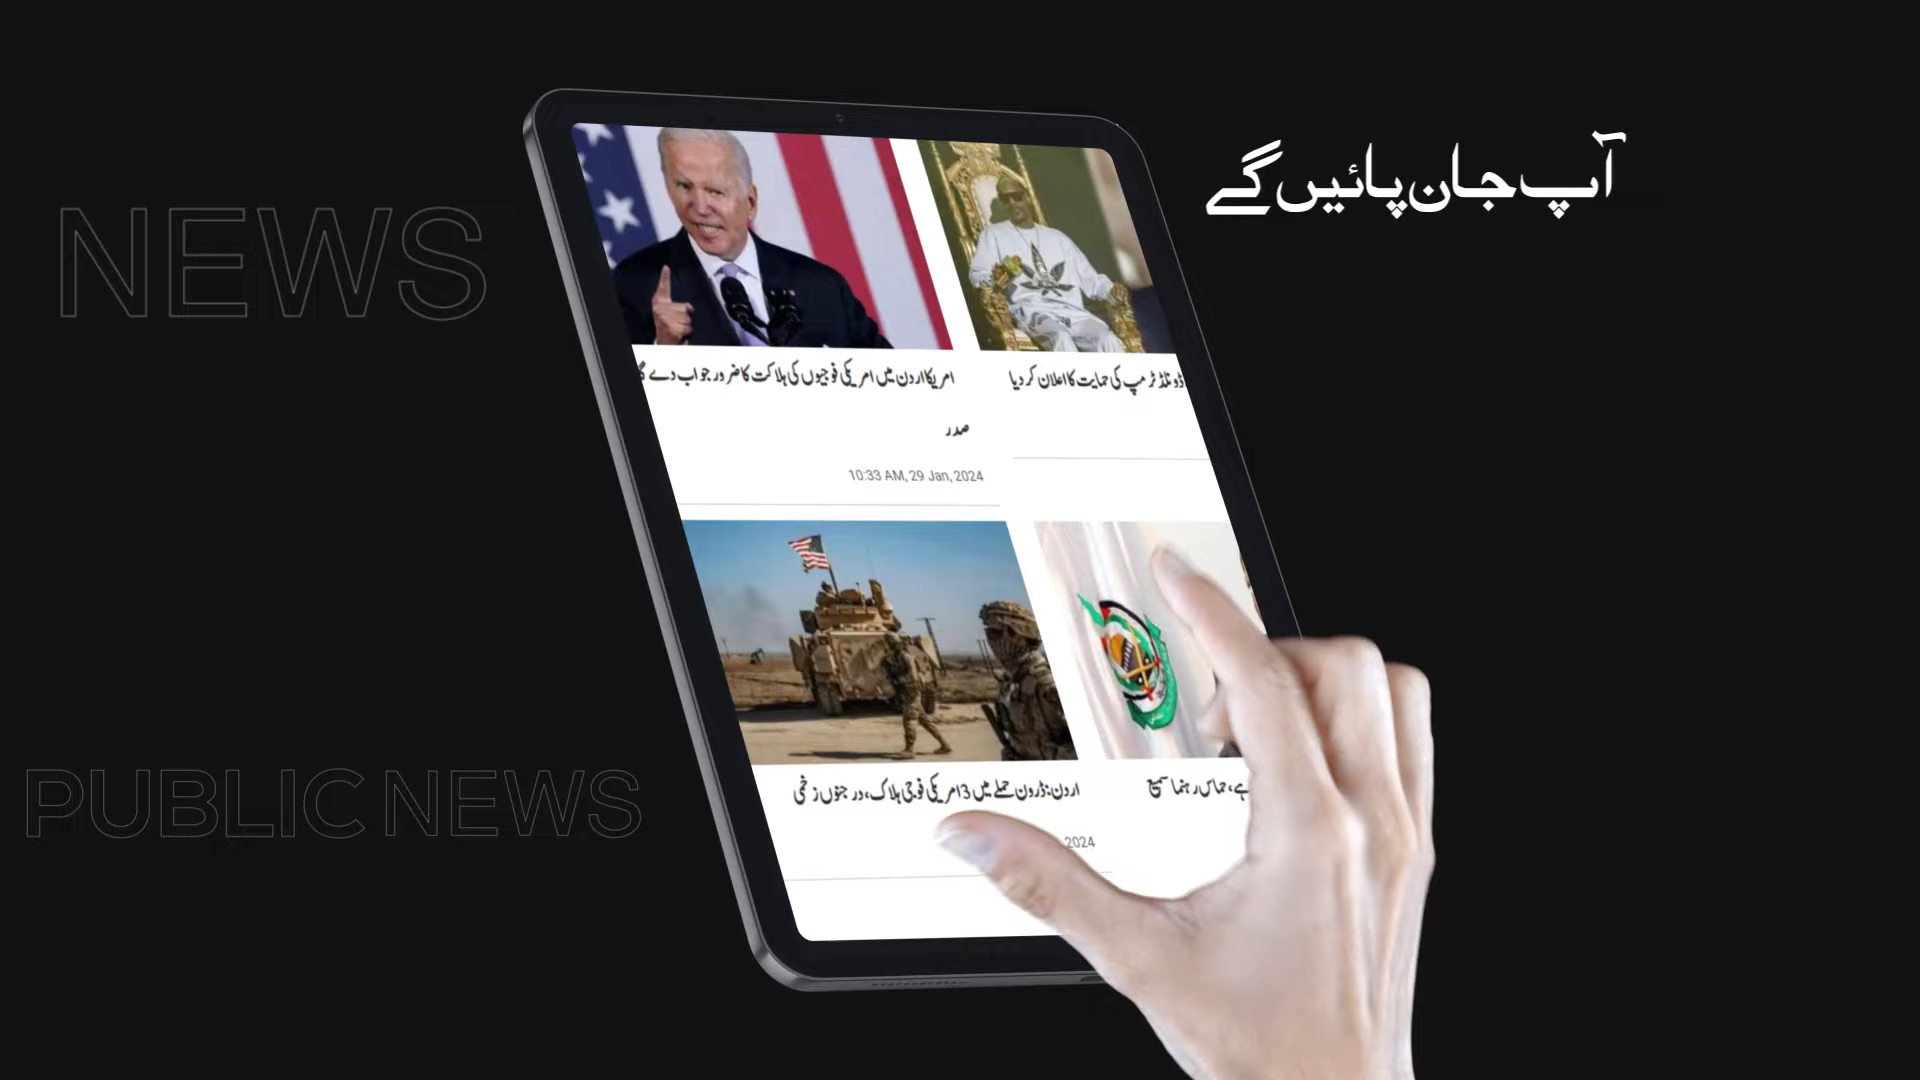 آپ جان پائیں گے
NEWS
امریکا اردن میں امریکی فوجیوں کی ہلاکت کا ضرور جواب دے گا
صدر
10:33 AM, 29 Jan, 2024
ڈونلڈ ٹرمپ کی حمایت کا اعلان کر دیا
اردن: ڈرون حملے میں 3 امریکی فوجی ہلاک، درجنوں زخمی
2024
ہے، حماس رہنما سمیع
PUBLIC NEWS